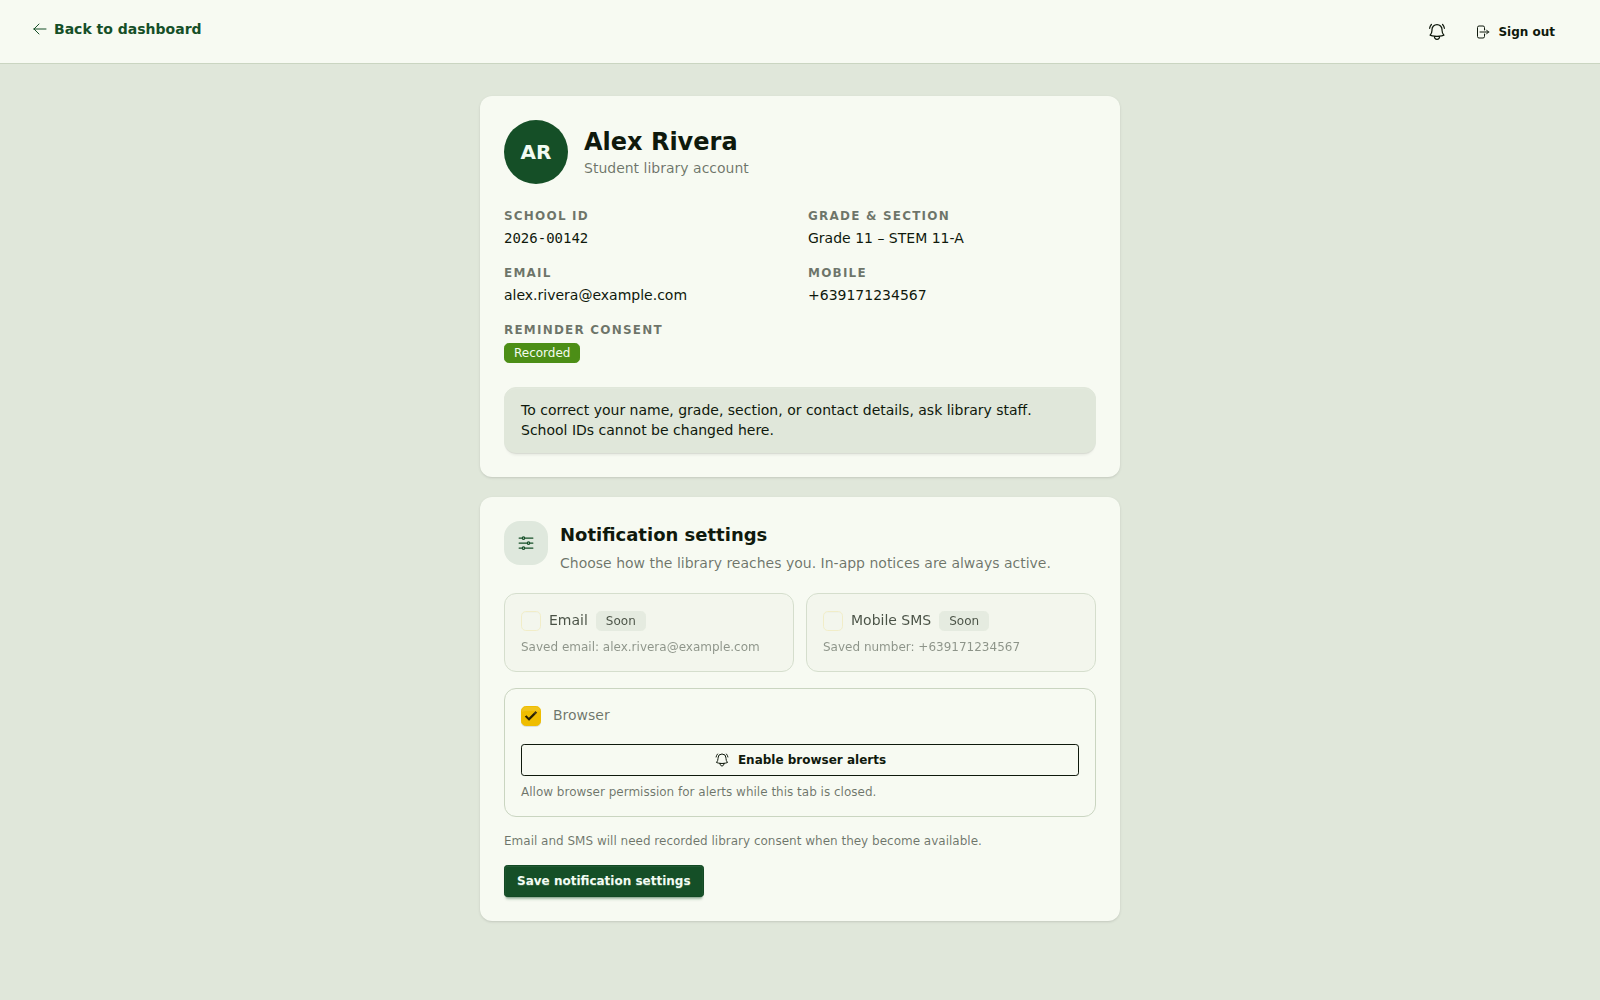 Back to dashboard
Sign out
AR
Alex Rivera
Student library account
SCHOOL ID
2026-00142
GRADE & SECTION
Grade 11 – STEM 11-A
EMAIL
alex.rivera@example.com
MOBILE
+639171234567
REMINDER CONSENT
Recorded
To correct your name, grade, section, or contact details, ask library staff.
School IDs cannot be changed here.
Notification settings
Choose how the library reaches you. In-app notices are always active.
Email Soon
Saved email: alex.rivera@example.com
Mobile SMS Soon
Saved number: +639171234567
Browser
Enable browser alerts
Allow browser permission for alerts while this tab is closed.
Email and SMS will need recorded library consent when they become available.
Save notification settings